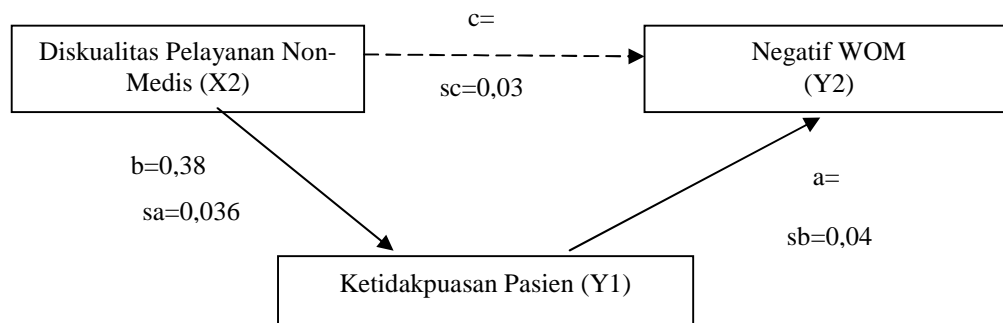 c=
Diskualitas Pelayanan Non-
Medis (X2)
Negatif WOM
(Y2)
sc=0,03
b=0,38
sa=0,036
a=
sb=0,04
Ketidakpuasan Pasien (Y1)